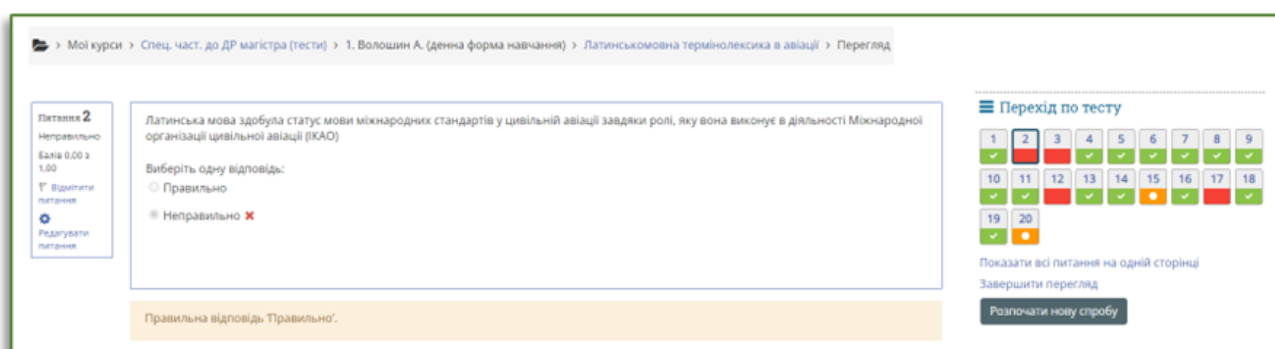 > Мої курси > Спец. част. до ДР магістра (тести) > 1. Волошин А. (денна форма навчання) > Латинськомовна термінолексика в авіації > Перегляд
Питання 2
Неправильно
Балів 0,00 з
1,00
Відмітити
питання
Редагувати
питання
Латинська мова здобула статус мови міжнародних стандартів у цивільній авіації завдяки ролі, яку вона виконує в діяльності Міжнародної
організації цивільної авіації (ІКАО)
Виберіть одну відповідь:
Правильно
Неправильно
Правильна відповідь 'Правильно'.
Перехід по тесту
1 2 3 4 5 6 7 8 9
10 11 12 13 14 15 16 17 18
19 20
Показати всі питання на одній сторінці
Завершити перегляд
Розпочати нову спробу